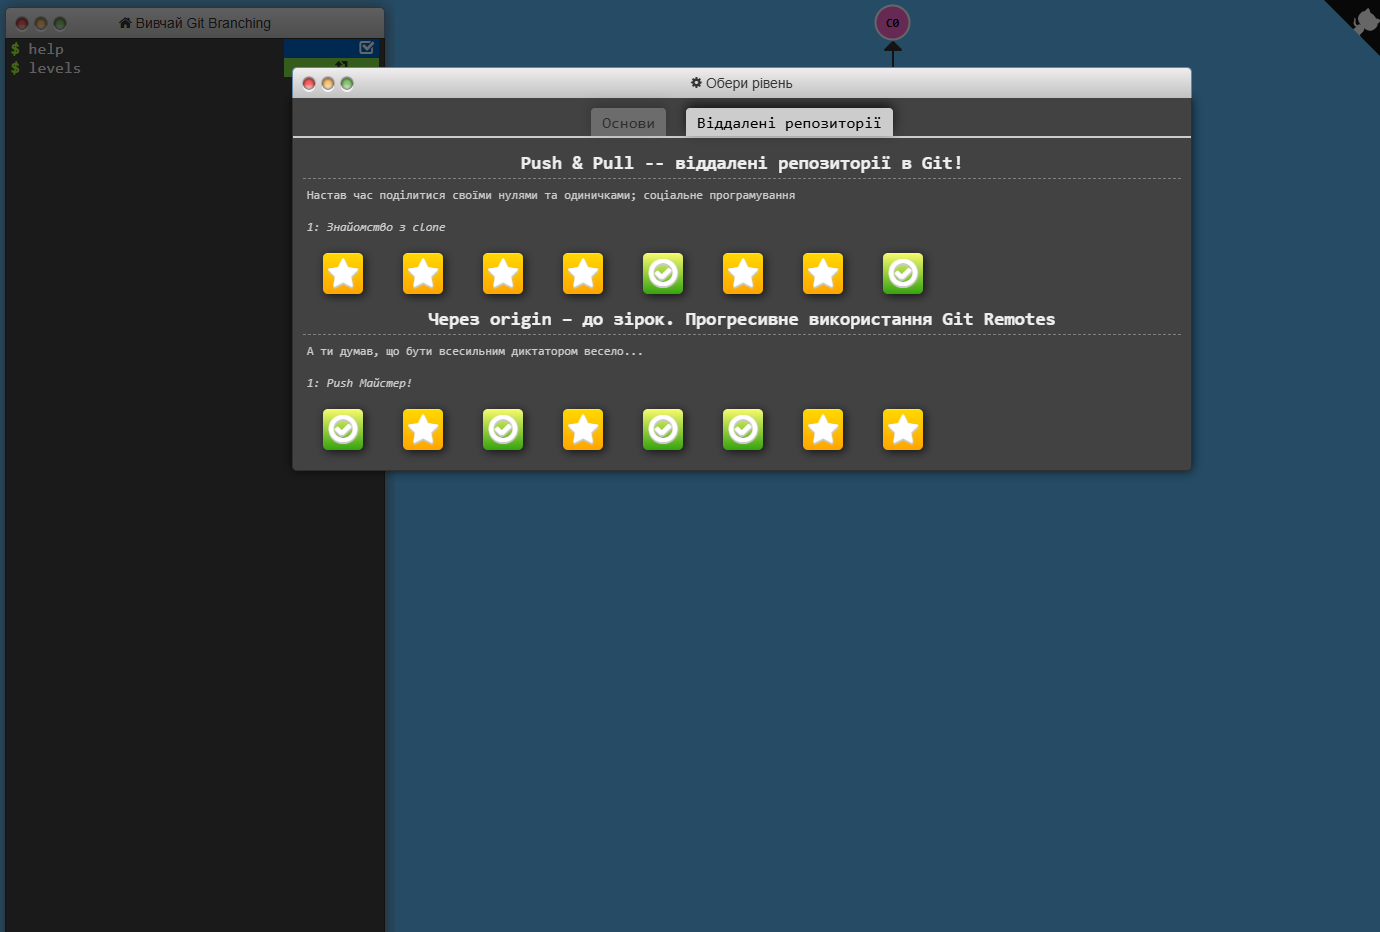 Вивчай Git Branching
$ help
$ levels
C0
Обери рівень
Основи
Віддалені репозиторії
Push & Pull -- віддалені репозиторії в Git!
Настав час поділитися своїми нулями та одиничками; соціальне програмування
1: Знайомство з clone
Через origin – до зірок. Прогресивне використання Git Remotes
А ти думав, що бути всесильним диктатором весело...
1: Push Майстер!